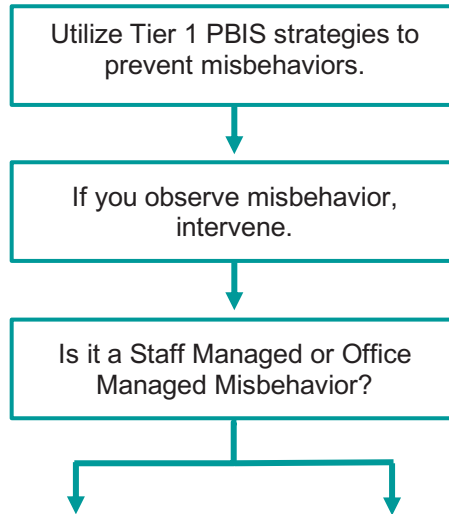 Utilize Tier 1 PBIS strategies to
prevent misbehaviors.
If you observe misbehavior,
intervene.
Is it a Staff Managed or Office
Managed Misbehavior?